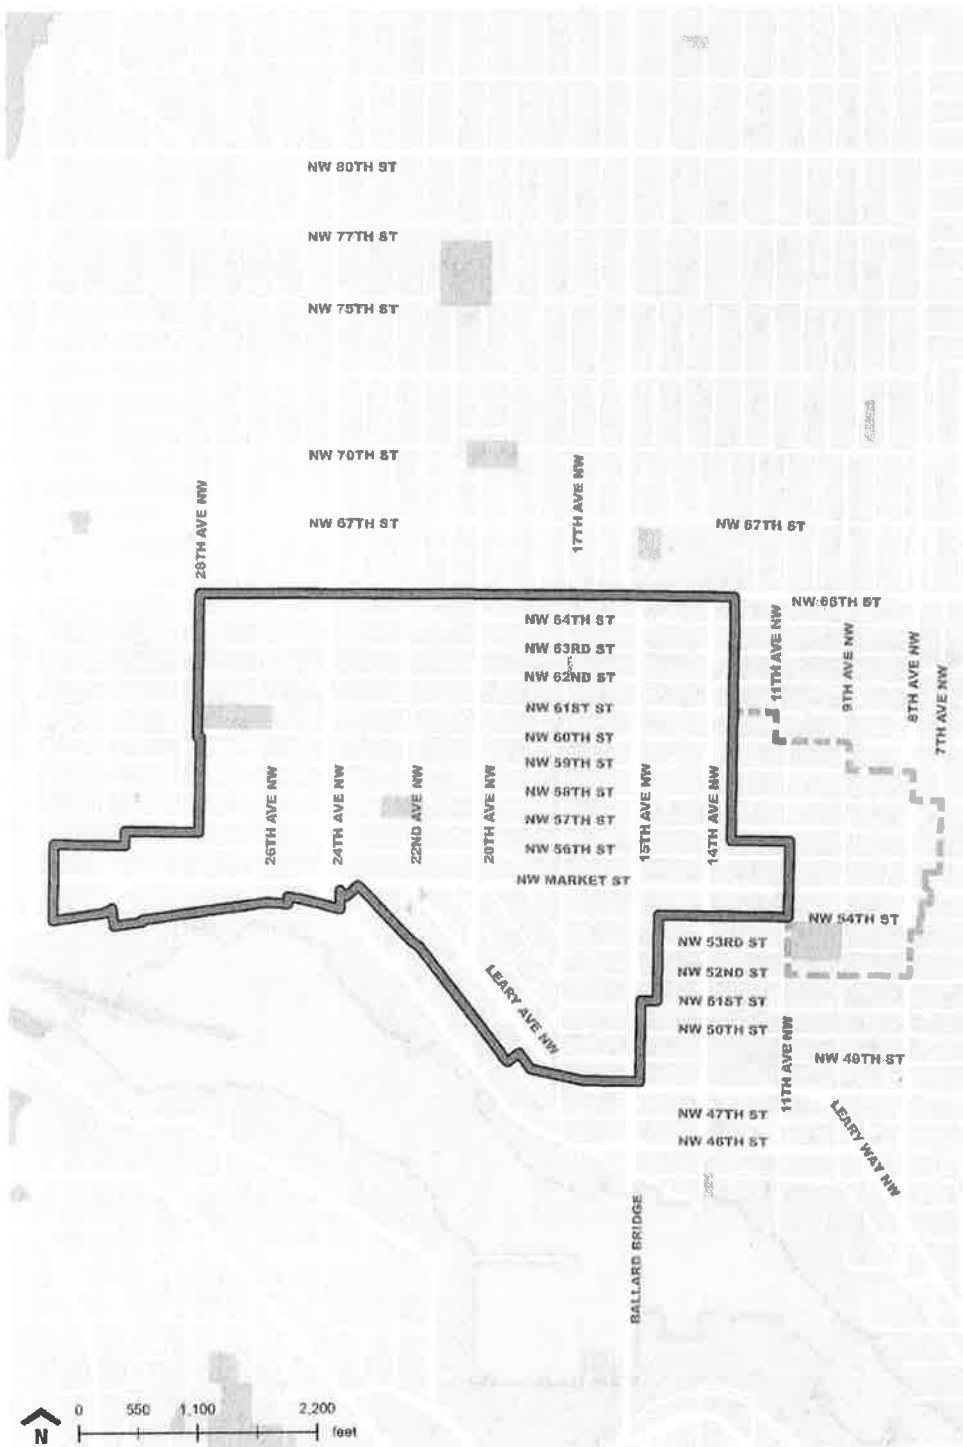 NW 80TH ST
NW 77TH ST
NW 75TH ST
NW 70TH ST
28TH AVE NW
17TH AVE NW
NW 67TH ST
NW 67TH ST
NW 65TH ST
NW 64TH ST
11TH AVE NW
9TH AVE NW
8TH AVE NW
7TH AVE NW
NW 63RD ST
NW 62ND ST
NW 61ST ST
NW 60TH ST
NW 59TH ST
26TH AVE NW
24TH AVE NW
22ND AVE NW
20TH AVE NW
15TH AVE NW
14TH AVE NW
NW 58TH ST
NW 57TH ST
NW 56TH ST
NW MARKET ST
NW 54TH ST
NW 53RD ST
NW 52ND ST
LEARY AVE NW
NW 51ST ST
NW 50TH ST
11TH AVE NW
NW 49TH ST
NW 47TH ST
NW 46TH ST
LEARY WAY NW
BALLARD BRIDGE
0 550 1,100 2,200
feet
N